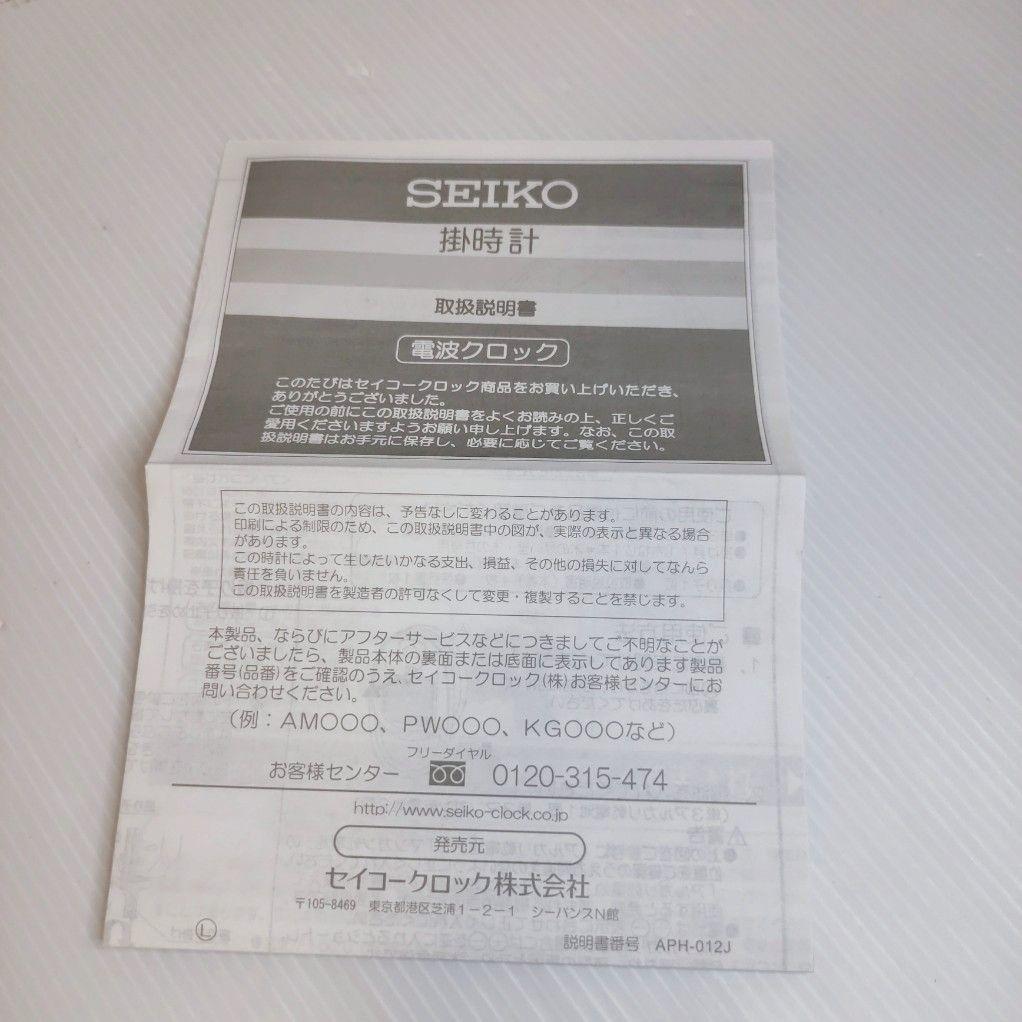 SEIKO
掛時計
取扱説明書
電波クロック
このたびはセイコークロック商品をお買い上げいただき、
ありがとうございました。
ご使用の前にこの取扱説明書をよくお読みの上、正しくご
愛用くださいますようお願い申し上げます。なお、この取
扱説明書はお手元に保存し、必要に応じてご覧ください。
この取扱説明書の内容は、予告なしに変わることがあります。
印刷による制限のため、この取扱説明書中の図が、実際の表示と異なる場合
があります。
この時計によって生じたいかなる支出、損益、その他の損失に対してなんら
責任を負いません。
この取扱説明書を製造者の許可なくして変更・複製することを禁じます。
本製品、ならびにアフターサービスなどにつきましてご不明なことが
ございましたら、製品本体の裏面または底面に表示してあります製品
番号(品番)をご確認のうえ、セイコークロック(株)お客様センターにお
問い合わせください。
(例:AM○○○、PW○○○、KG○○○など)
フリーダイヤル
お客様センター 0120-315-474
http://www.seiko-clock.co.jp
発売元
セイコークロック株式会社
〒105-8469 東京都港区芝浦1-2-1 シーバンスN館
Ⓛ
説明書番号 APH-012J